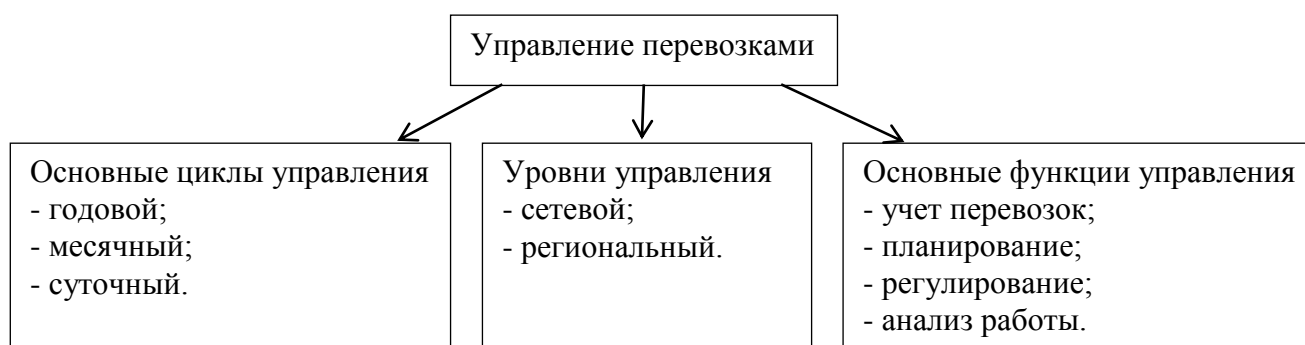 Управление перевозками
Основные циклы управления
- годовой;
- месячный;
- суточный.
Уровни управления
- сетевой;
- региональный.
Основные функции управления
- учет перевозок;
- планирование;
- регулирование;
- анализ работы.